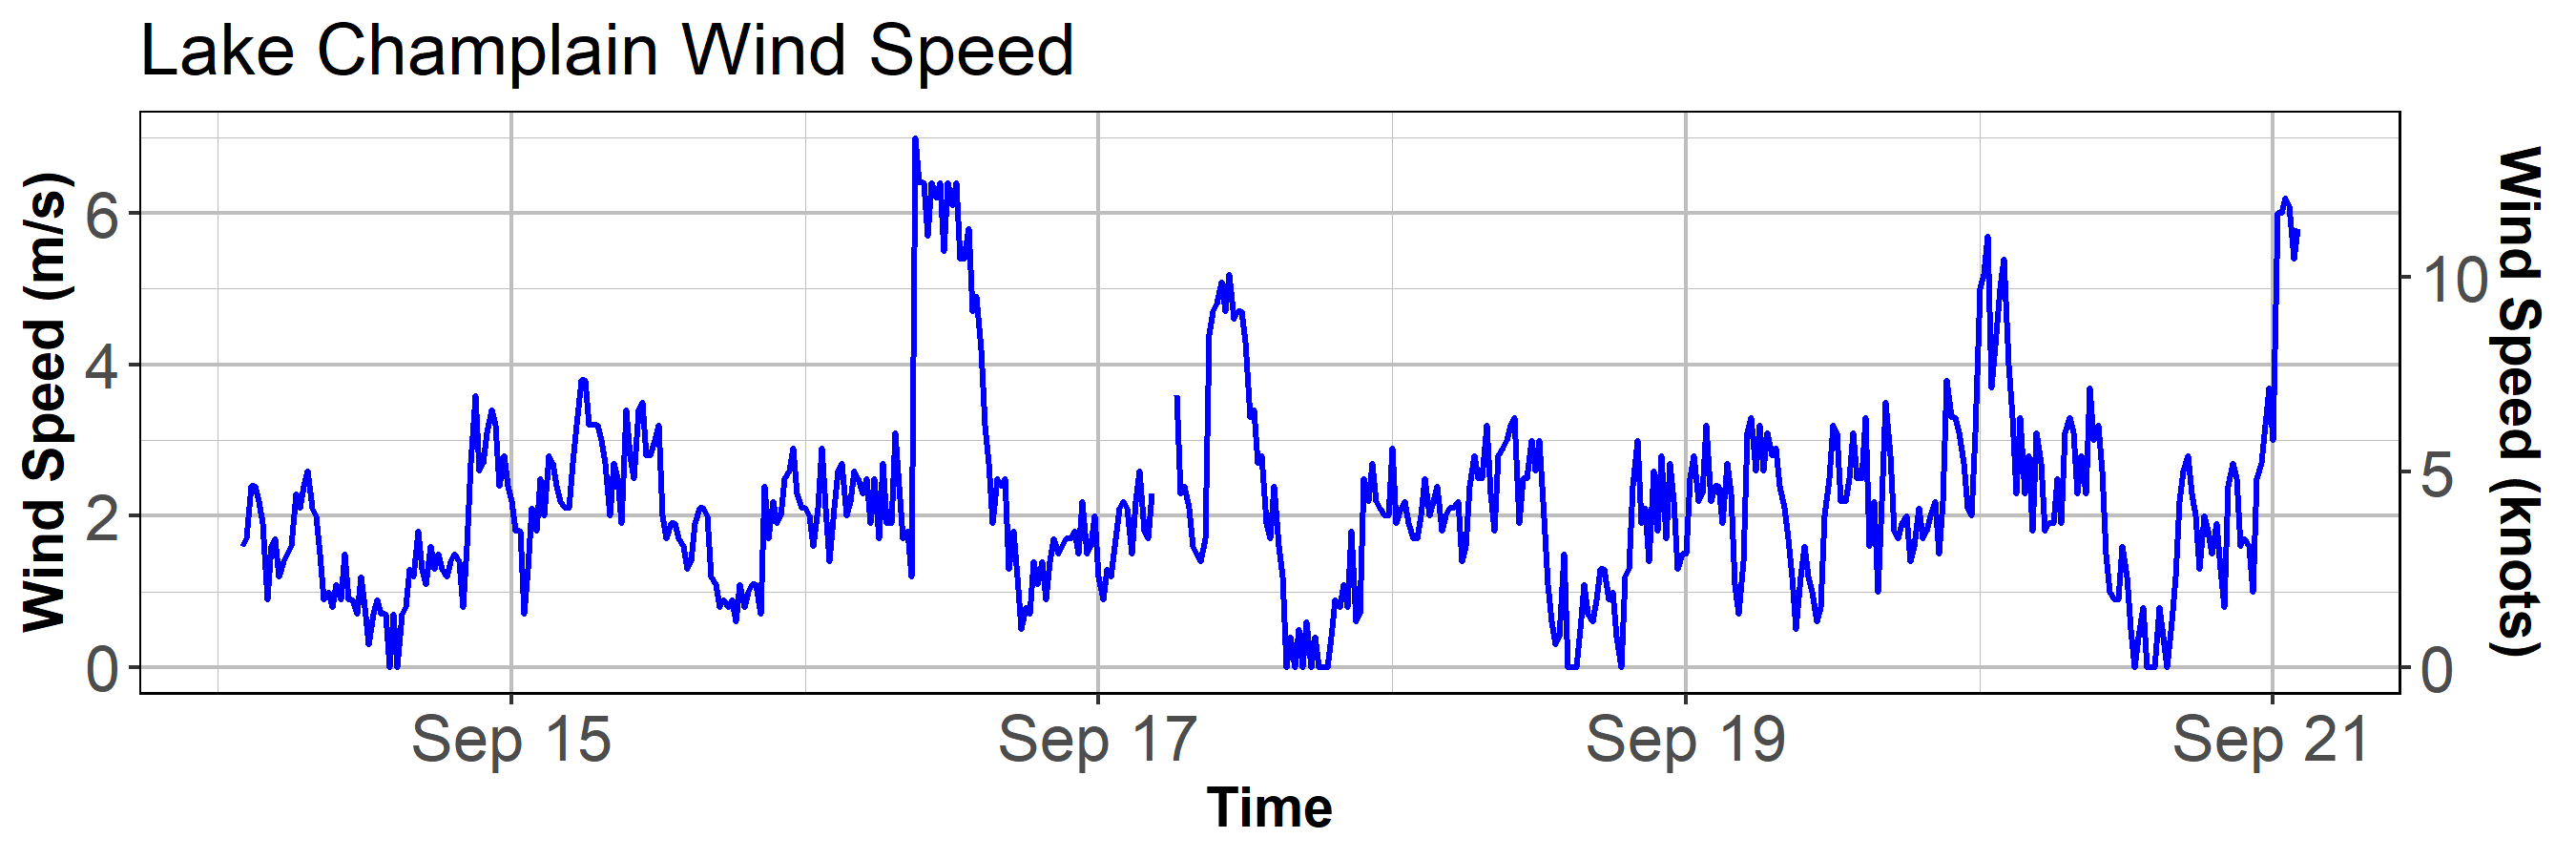 Lake Champlain Wind Speed
Wind Speed (m/s)
6
4
2
0
Wind Speed (knots)
10
5
0
Sep 15
Sep 17
Sep 19
Sep 21
Time